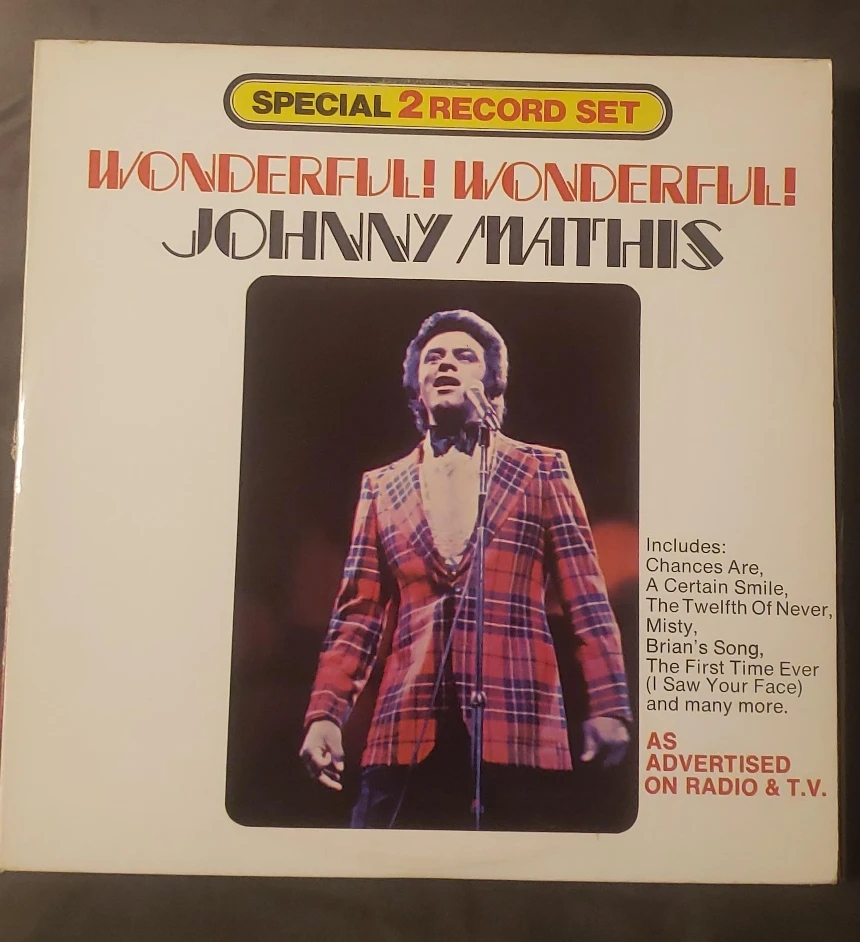 SPECIAL 2 RECORD SET
WONDERFUL! WONDERFUL!
JOHNNY MATHIS
Includes:
Chances Are,
A Certain Smile,
The Twelfth Of Never,
Misty,
Brian's Song,
The First Time Ever
(I Saw Your Face)
and many more.
AS
ADVERTISED
ON RADIO & T.V.